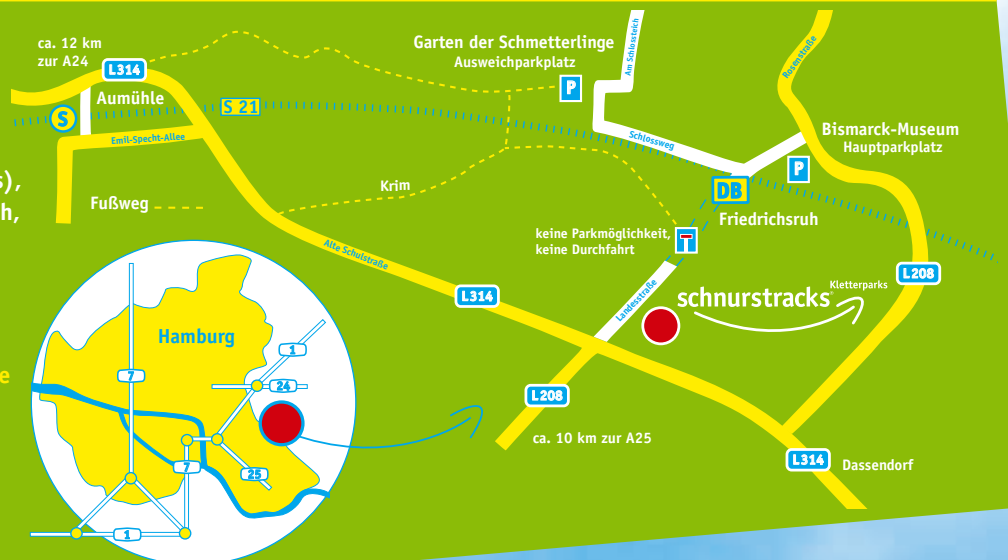 ca. 12 km
zur A24
L314
Aumühle
S
S 21
Emil-Specht-Allee
Garten der Schmetterlinge
Ausweichparkplatz
P
Am Schlossteich
Rosenstraße
Schlossweg
Bismarck-Museum
Hauptparkplatz
P
DB
Friedrichsruh
s),
h,
Fußweg
Krim
keine Parkmöglichkeit,
keine Durchfahrt
Alte Schulstraße
L314
Landesstraße
schnurstracks®
Kletterparks
L208
Hamburg
7
1
24
e
L208
ca. 10 km zur A25
7
25
1
L314
Dassendorf